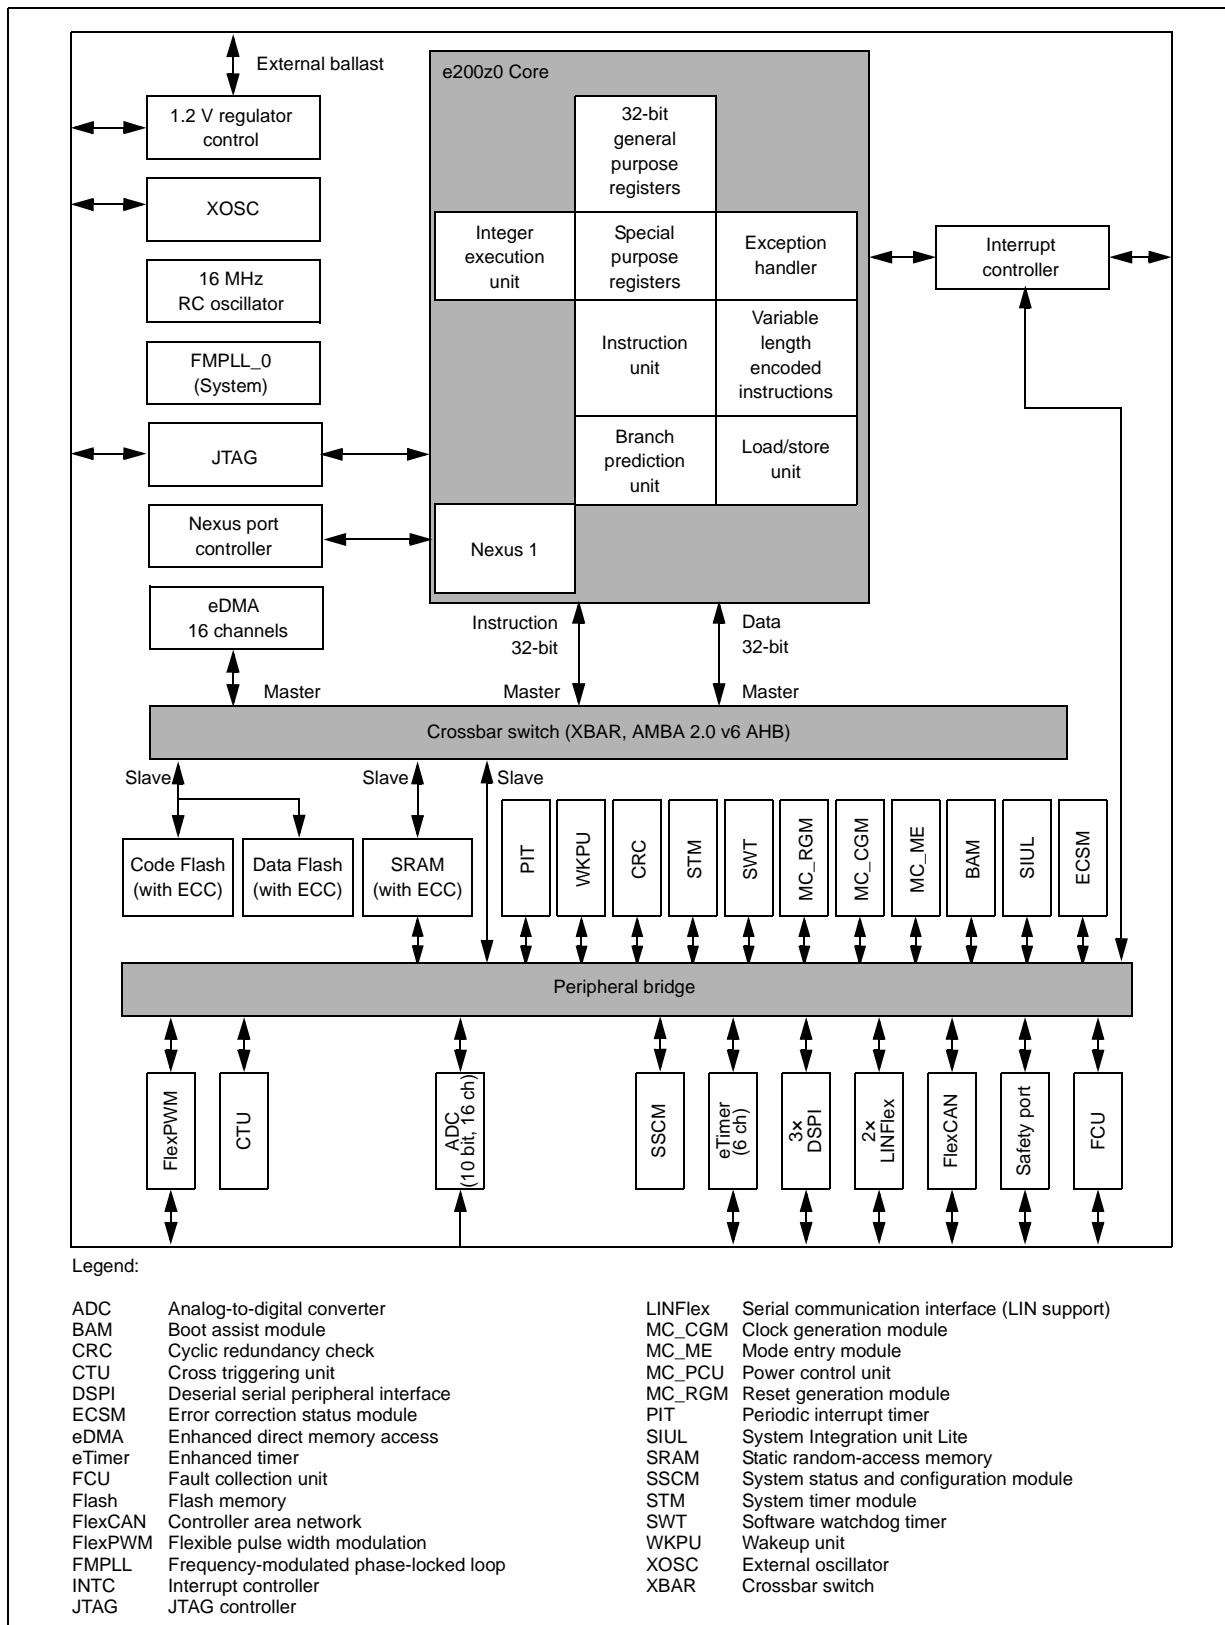 External ballast
1.2 V regulator
control
XOSC
16 MHz
RC oscillator
FMPLL_0
(System)
JTAG
Nexus port
controller
eDMA
16 channels
e200z0 Core
32-bit
general
purpose
registers
Integer
execution
unit
Special
purpose
registers
Exception
handler
Instruction
unit
Variable
length
encoded
instructions
Branch
prediction
unit
Load/store
unit
Nexus 1
Interrupt
controller
Instruction
32-bit
Data
32-bit
Master
Master
Master
Crossbar switch (XBAR, AMBA 2.0 v6 AHB)
Slave
Slave
Slave
Code Flash
(with ECC)
Data Flash
(with ECC)
SRAM
(with ECC)
PIT
WKPU
CRC
STM
SWT
MC_RGM
MC_CGM
MC_ME
BAM
SIUL
ECSM
Peripheral bridge
FlexPWM
CTU
ADC
(10 bit, 16 ch)
SSCM
eTimer
(6 ch)
3x
DSPI
2x
LINFlex
FlexCAN
Safety port
FCU
Legend:
ADC Analog-to-digital converter
BAM Boot assist module
CRC Cyclic redundancy check
CTU Cross triggering unit
DSPI Deserial serial peripheral interface
ECSM Error correction status module
eDMA Enhanced direct memory access
eTimer Enhanced timer
FCU Fault collection unit
Flash Flash memory
FlexCAN Controller area network
FlexPWM Flexible pulse width modulation
FMPLL Frequency-modulated phase-locked loop
INTC Interrupt controller
JTAG JTAG controller
LINFlex Serial communication interface (LIN support)
MC_CGM Clock generation module
MC_ME Mode entry module
MC_PCU Power control unit
MC_RGM Reset generation module
PIT Periodic interrupt timer
SIUL System Integration unit Lite
SRAM Static random-access memory
SSCM System status and configuration module
STM System timer module
SWT Software watchdog timer
WKPU Wakeup unit
XOSC External oscillator
XBAR Crossbar switch